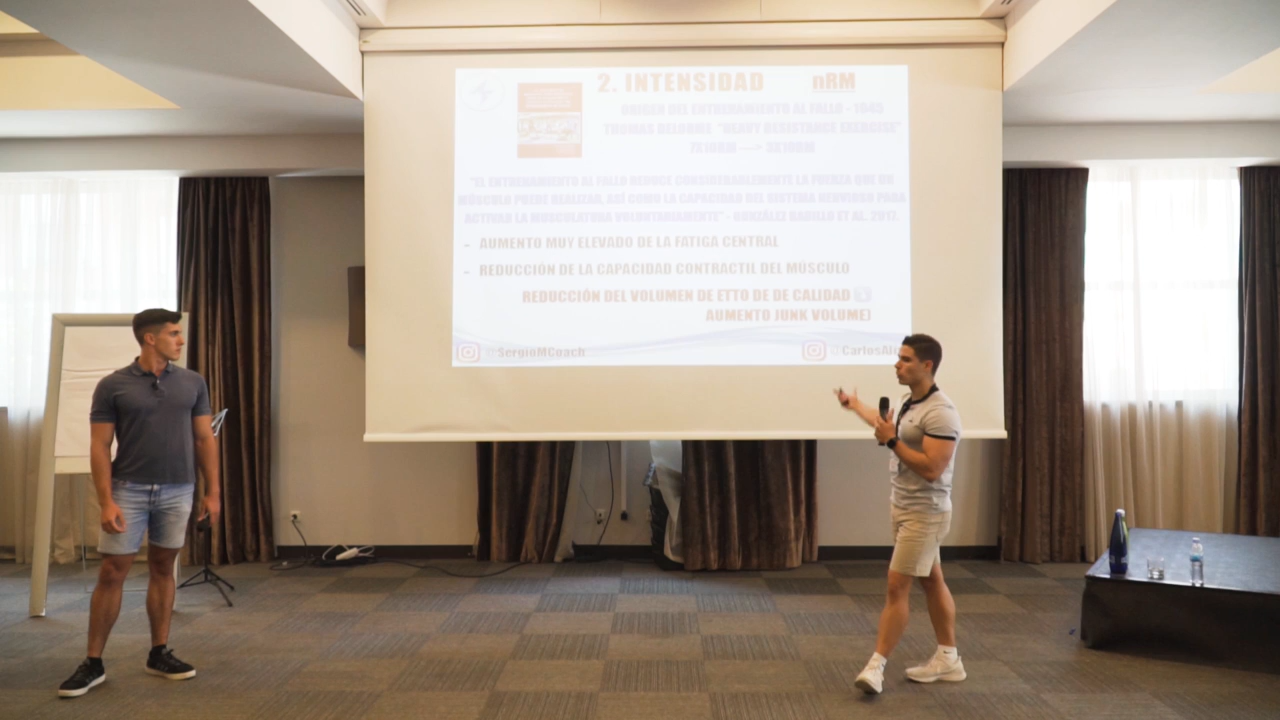 2. INTENSIDAD
nRM
ORIGEN DEL ENTRENAMIENTO AL FALLO - 1945
THOMAS DELORME "HEAVY RESISTANCE EXERCISE"
7X10RM ---> 3X10RM
"EL ENTRENAMIENTO AL FALLO REDUCE CONSIDERABLEMENTE LA FUERZA QUE UN
MÚSCULO PUEDE REALIZAR, ASÍ COMO LA CAPACIDAD DEL SISTEMA NERVIOSO PARA
ACTIVAR LA MUSCULATURA VOLUNTARIAMENTE" - GONZÁLEZ BADILLO ET AL. 2017.
- AUMENTO MUY ELEVADO DE LA FATIGA CENTRAL
- REDUCCIÓN DE LA CAPACIDAD CONTRACTIL DEL MÚSCULO
REDUCCIÓN DEL VOLUMEN DE ETTO DE DE CALIDAD
AUMENTO JUNK VOLUME)
@SergioMCoach